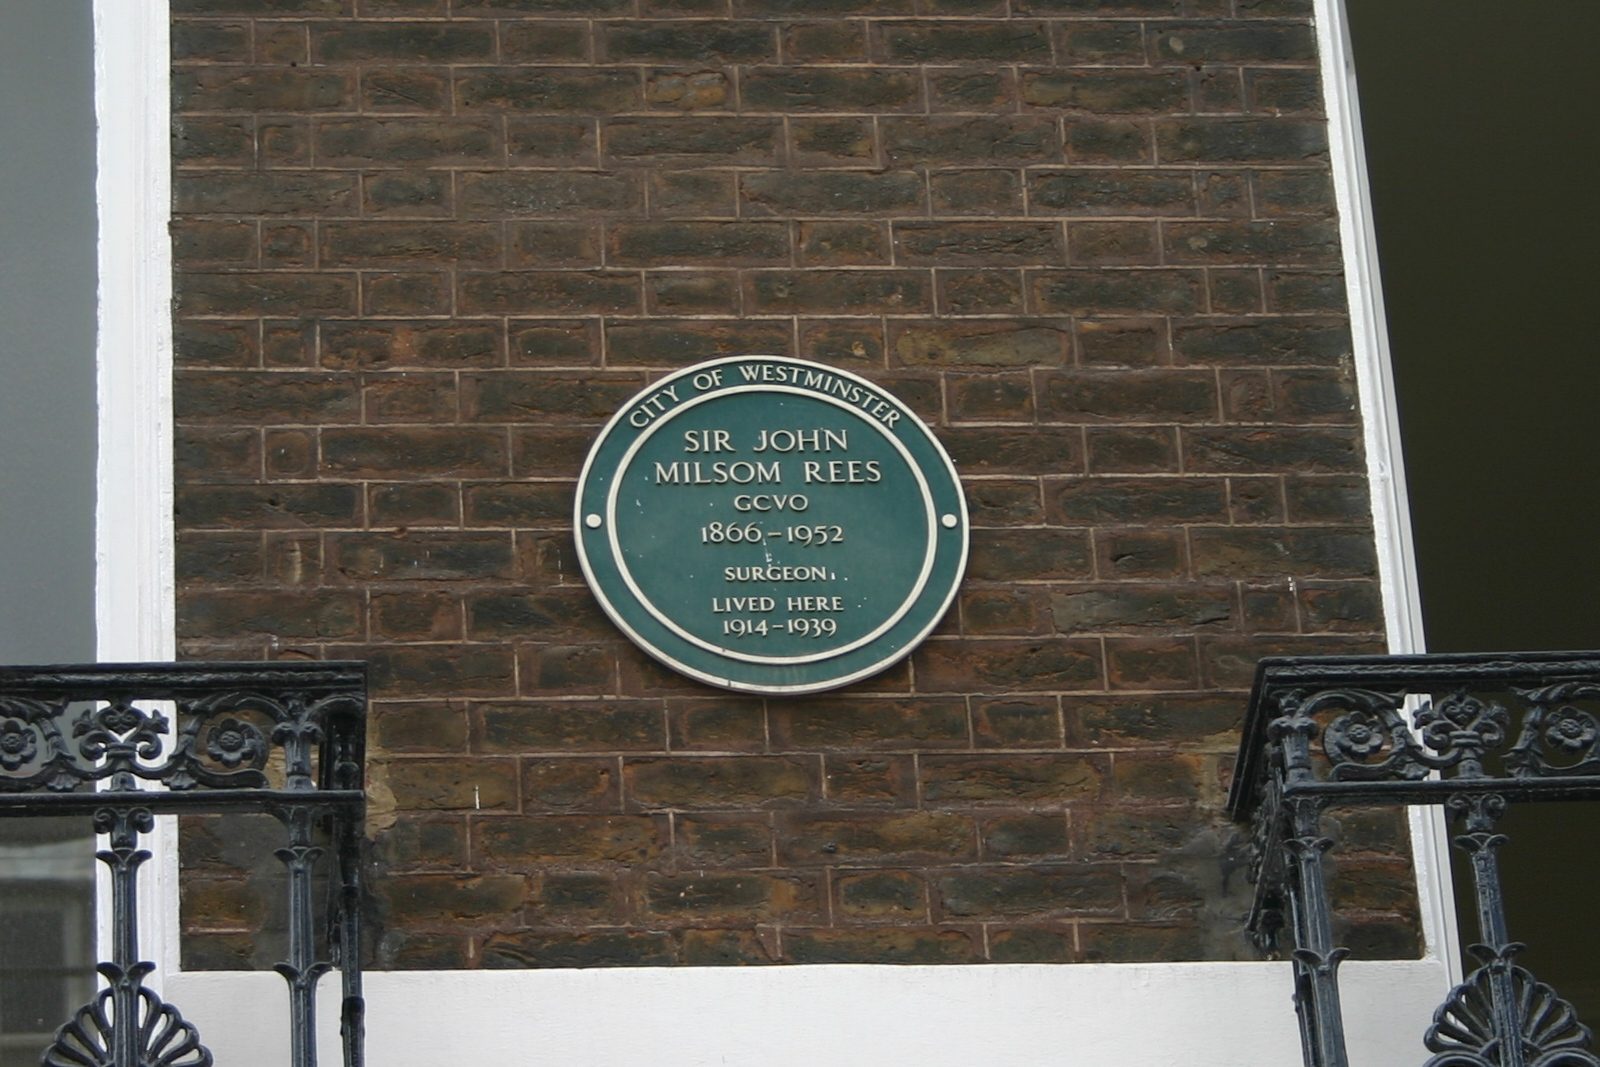 CITY OF WESTMINSTER
SIR JOHN
MILSOM REES
GCVO
1866-1952
SURGEON
LIVED HERE
1914-1939